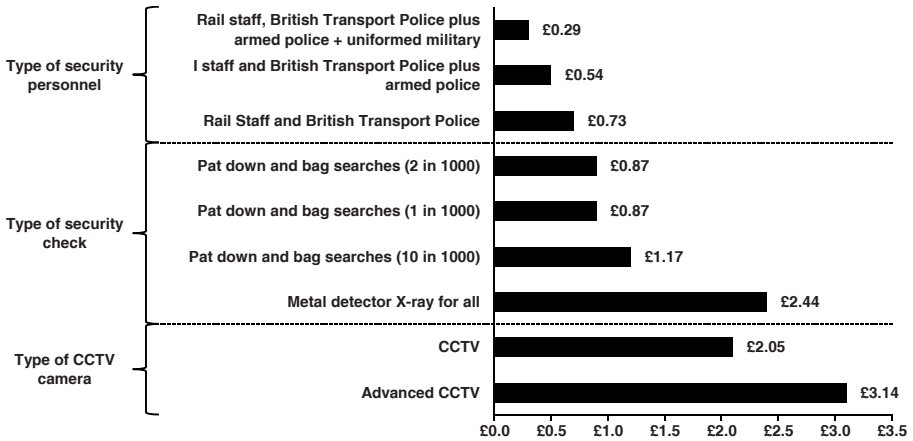 Type of security
personnel
Rail staff, British Transport Police plus
armed police + uniformed military
£0.29
I staff and British Transport Police plus
armed police
£0.54
Rail Staff and British Transport Police
£0.73
Type of security
check
Pat down and bag searches (2 in 1000)
£0.87
Pat down and bag searches (1 in 1000)
£0.87
Pat down and bag searches (10 in 1000)
£1.17
Metal detector X-ray for all
£2.44
Type of CCTV
camera
CCTV
£2.05
Advanced CCTV
£3.14
£0.0 £0.5 £1.0 £1.5 £2.0 £2.5 £3.0 £3.5